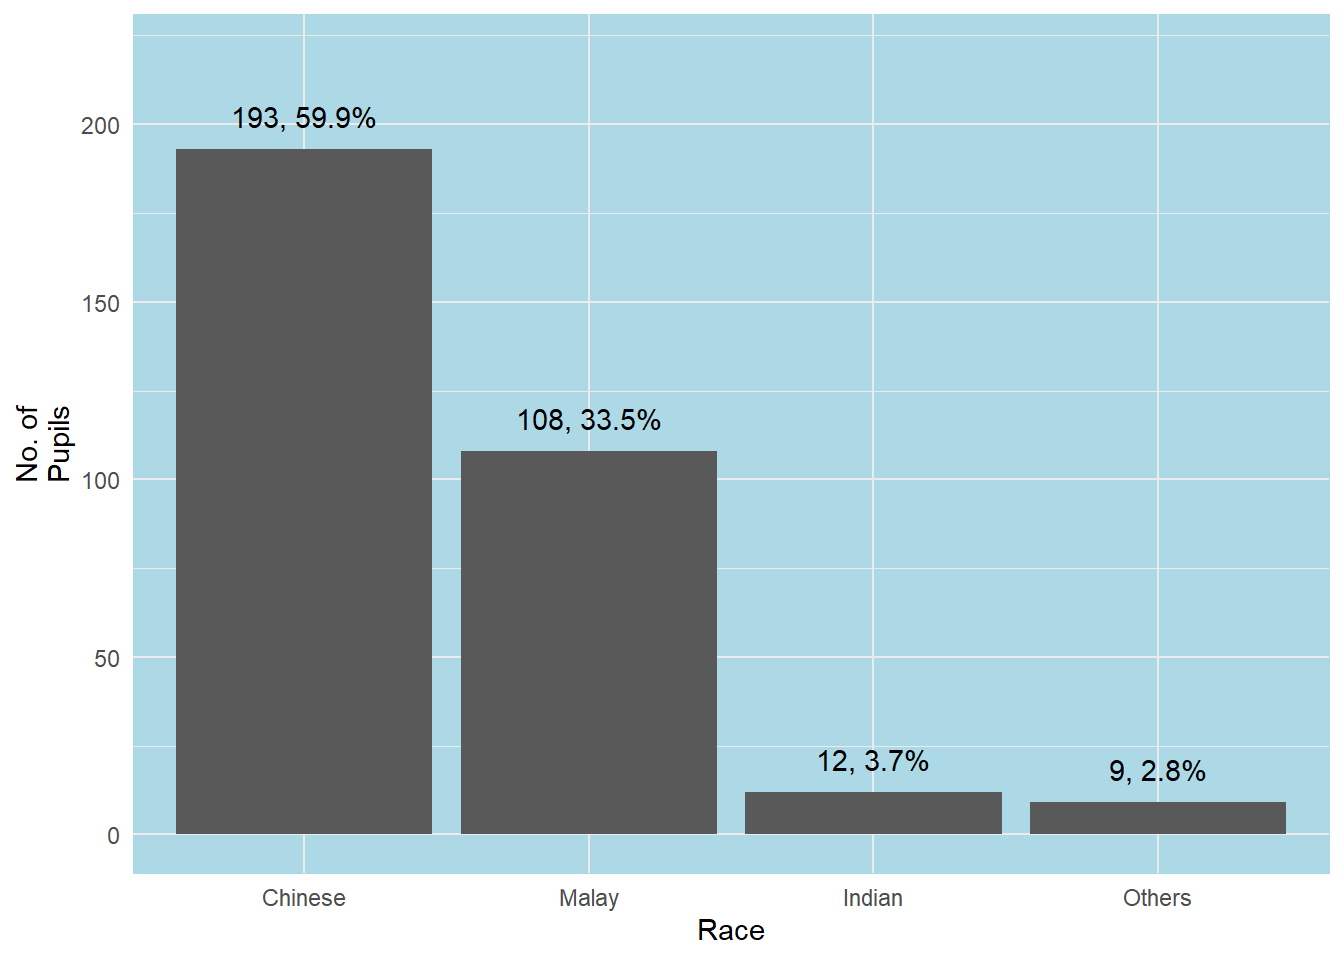 193, 59.9%
108, 33.5%
12, 3.7%
9, 2.8%
200
150
100
50
0
No. of
Pupils
Chinese Malay Indian Others
Race